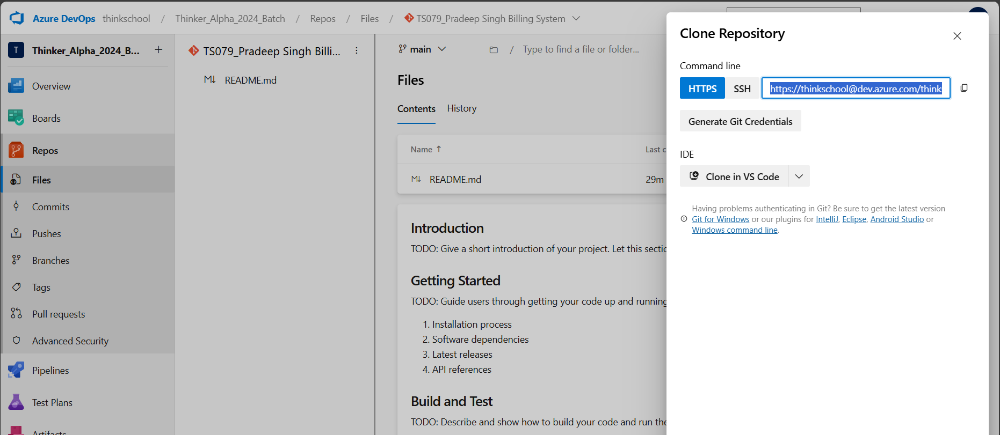 Azure DevOps thinkschool / Thinker_Alpha_2024_Batch / Repos / Files / TS079_Pradeep Singh Billing System
T Thinker_Alpha_2024_B... +
Overview
Boards
Repos
Files
Commits
Pushes
Branches
Tags
Pull requests
Advanced Security
Pipelines
Test Plans
Artifacts
TS079_Pradeep Singh Billi...
README.md
main
/ Type to find a file or folder...
Files
Contents History
Name ↑ Last c
README.md 29m
Introduction
TODO: Give a short introduction of your project. Let this sectio
Getting Started
TODO: Guide users through getting your code up and running
1. Installation process
2. Software dependencies
3. Latest releases
4. API references
Build and Test
TODO: Describe and show how to build your code and run the
Clone Repository
Command line
HTTPS SSH https://thinkschool@dev.azure.com/thinks
Generate Git Credentials
IDE
Clone in VS Code
Having problems authenticating in Git? Be sure to get the latest version
Git for Windows or our plugins for IntelliJ, Eclipse, Android Studio or
Windows command line.